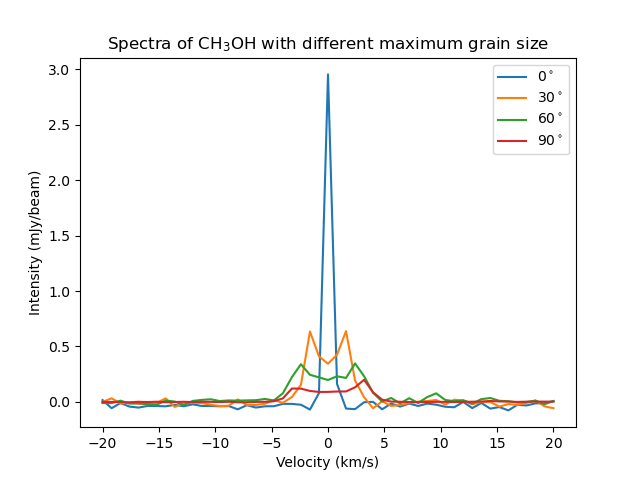 Spectra of CH₃OH with different maximum grain size
0°
30°
60°
90°
3.0
2.5
2.0
1.5
1.0
0.5
0.0
Intensity (mJy/beam)
−20 −15 −10 −5 0 5 10 15 20
Velocity (km/s)